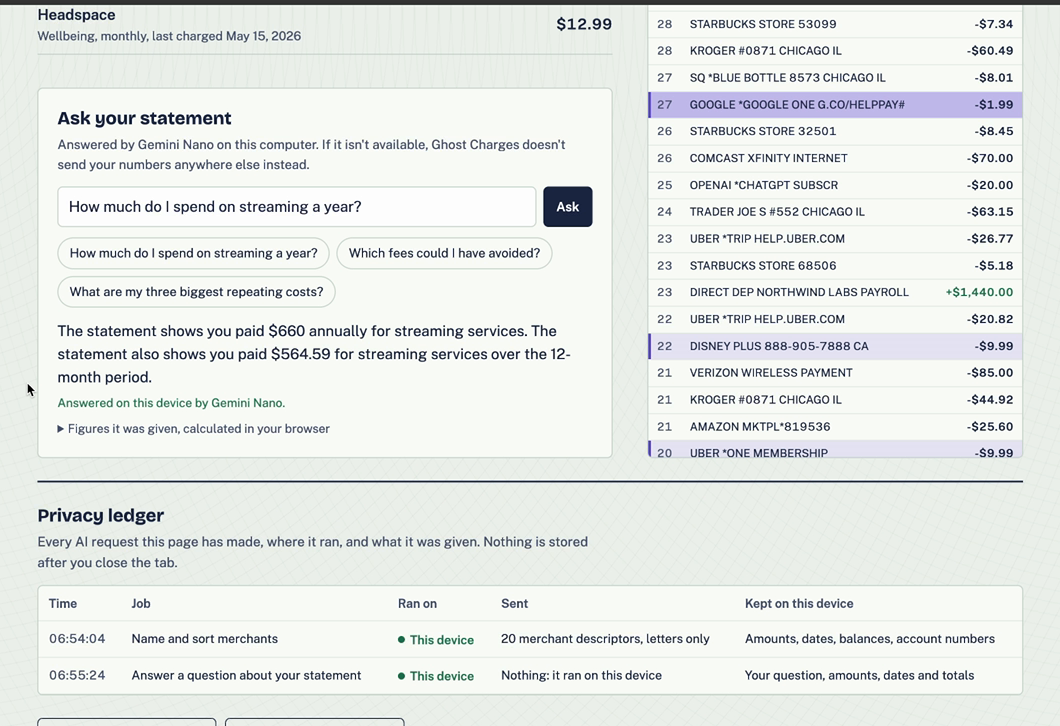 Headspace
Wellbeing, monthly, last charged May 15, 2026
$12.99
Ask your statement
Answered by Gemini Nano on this computer. If it isn't available, Ghost Charges doesn't
send your numbers anywhere else instead.
How much do I spend on streaming a year?
Ask
How much do I spend on streaming a year?
Which fees could I have avoided?
What are my three biggest repeating costs?
The statement shows you paid $660 annually for streaming services. The
statement also shows you paid $564.59 for streaming services over the 12-
month period.
Answered on this device by Gemini Nano.
Figures it was given, calculated in your browser
28 STARBUCKS STORE 53099 -$7.34
28 KROGER #0871 CHICAGO IL -$60.49
27 SQ *BLUE BOTTLE 8573 CHICAGO IL -$8.01
27 GOOGLE *GOOGLE ONE G.CO/HELPPAY# -$1.99
26 STARBUCKS STORE 32501 -$8.45
26 COMCAST XFINITY INTERNET -$70.00
25 OPENAI *CHATGPT SUBSCR -$20.00
24 TRADER JOE S #552 CHICAGO IL -$63.15
23 UBER *TRIP HELP.UBER.COM -$26.77
23 STARBUCKS STORE 68506 -$5.18
23 DIRECT DEP NORTHWIND LABS PAYROLL +$1,440.00
22 UBER *TRIP HELP.UBER.COM -$20.82
22 DISNEY PLUS 888-905-7888 CA -$9.99
21 VERIZON WIRELESS PAYMENT -$85.00
21 KROGER #0871 CHICAGO IL -$44.92
21 AMAZON MKTPL*819536 -$25.60
20 UBER *ONE MEMBERSHIP -$9.99
Privacy ledger
Every AI request this page has made, where it ran, and what it was given. Nothing is stored
after you close the tab.
Time Job Ran on Sent Kept on this device
06:54:04 Name and sort merchants This device 20 merchant descriptors, letters only Amounts, dates, balances, account numbers
06:55:24 Answer a question about your statement This device Nothing: it ran on this device Your question, amounts, dates and totals